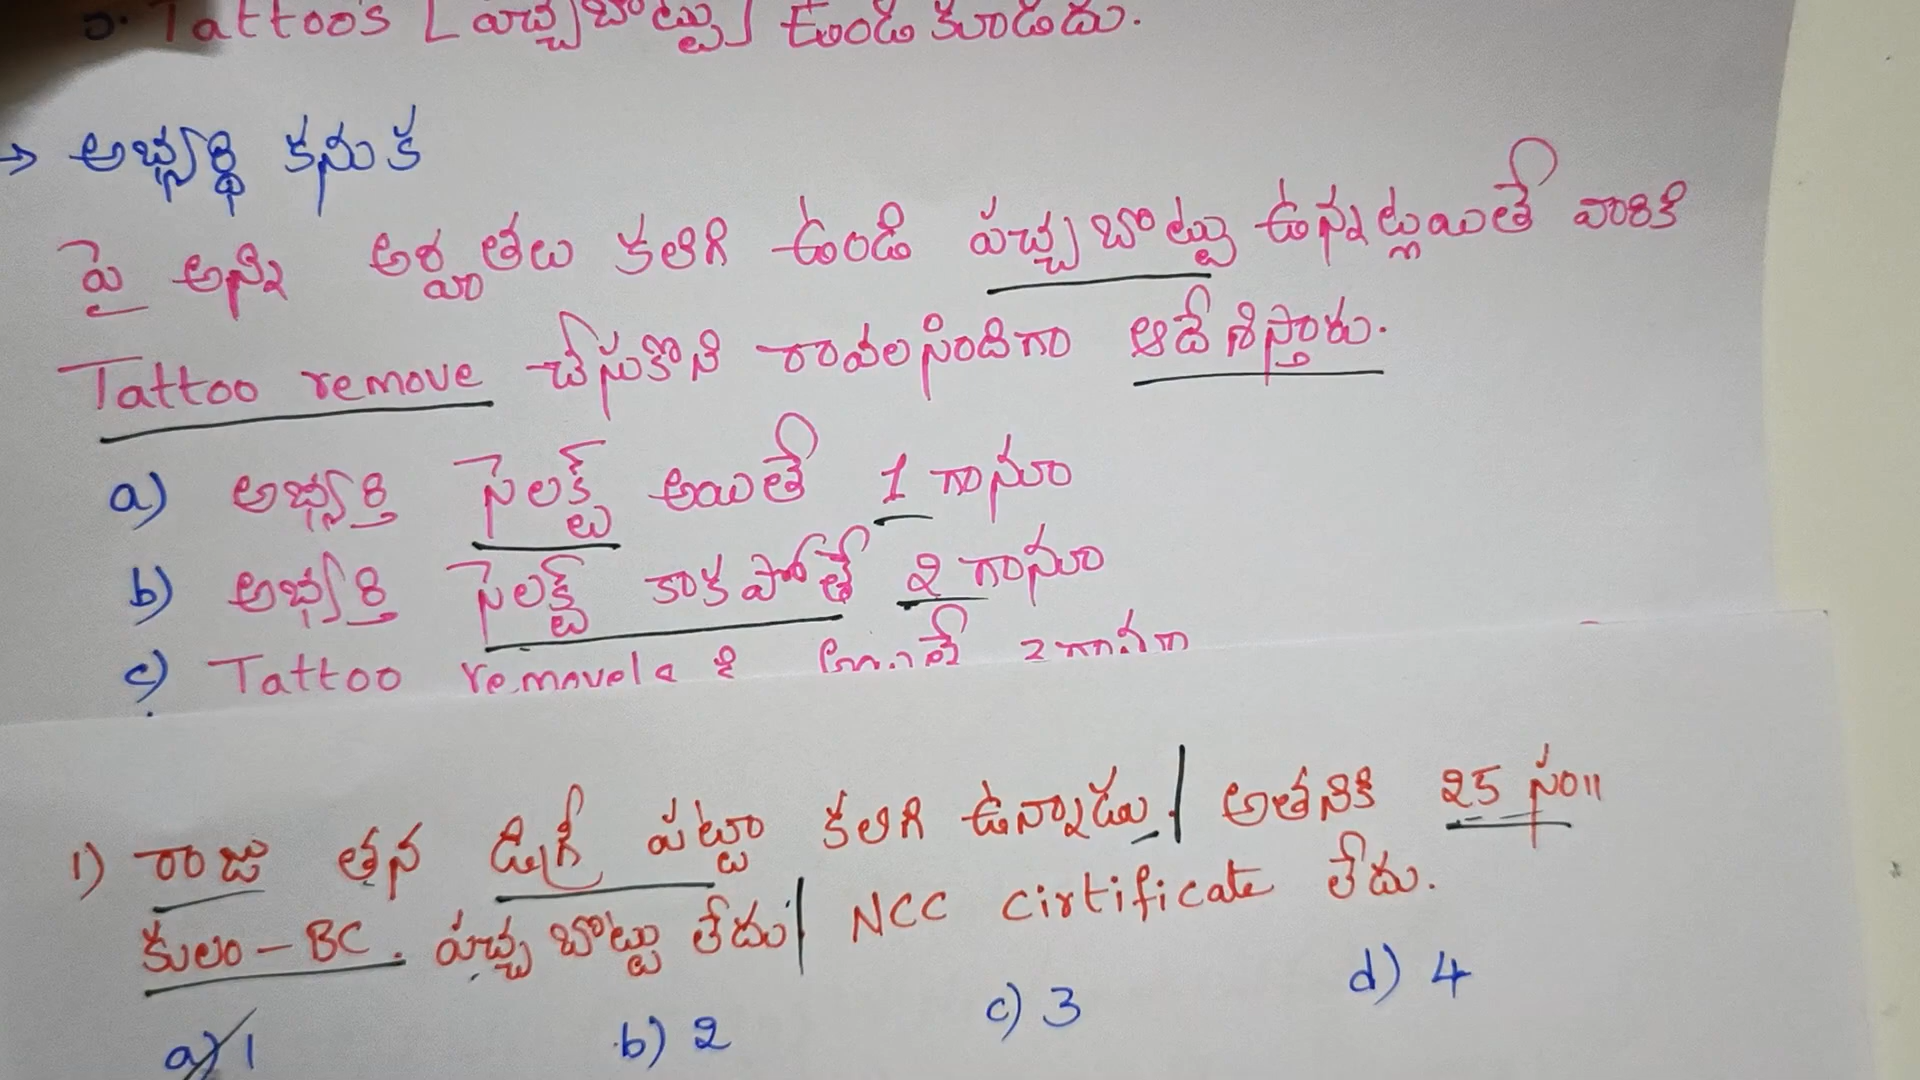 Tattoos [పచ్చబొట్టు] ఉండకూడదు.
→ అభ్యర్థి కనుక
పై అన్ని అర్హతలు కలిగి ఉండి పచ్చబొట్టు ఉన్నట్లయితే వారికి
Tattoo remove చేసుకొని రావలసిందిగా ఆదేశిస్తారు.
a) అభ్యర్తి సెలక్ట్ అయితే 1 గానూ
b) అభ్యర్తి సెలక్ట్ కాకపోతే 2 గానూ
c) Tattoo
1) రాజు తన డిగ్రీ పట్టా కలిగి ఉన్నాడు. అతనికి 25 సం॥
కులం - BC. పచ్చబొట్టు లేదు. NCC cirtificate లేదు.
a) 1 b) 2 c) 3 d) 4